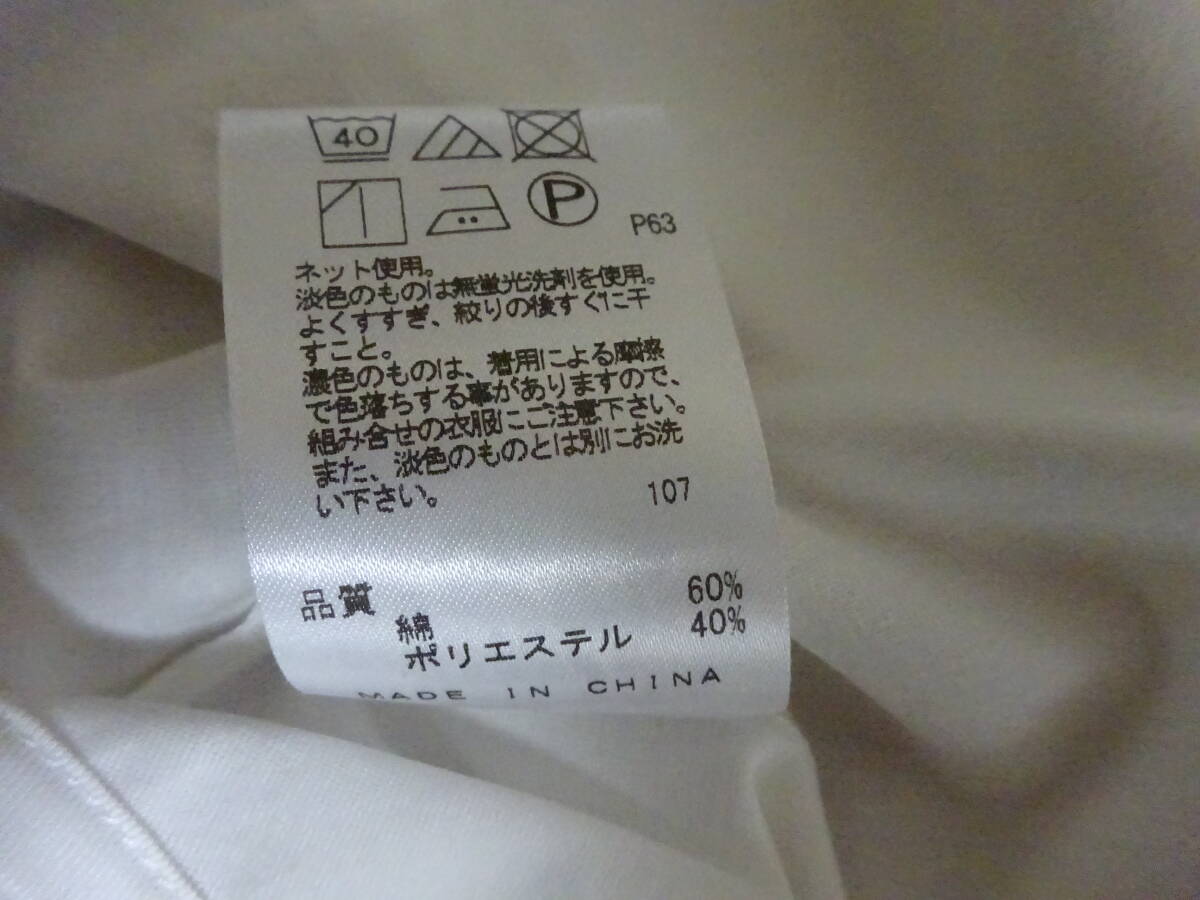 40
P
P63
ネット使用。
淡色のものは無蛍光洗剤を使用。
よくすすぎ、絞りの後すぐに干
すこと。
濃色のものは、着用による摩擦
で色落ちする事がありますので、
組み合せの衣服にご注意下さい。
また、淡色のものとは別にお洗
い下さい。
107
品質
綿 60%
ポリエステル 40%
MADE IN CHINA